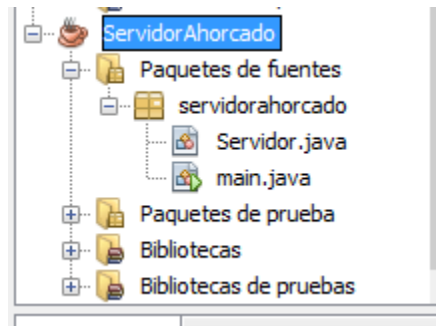 ServidorAhorcado
Paquetes de fuentes
servidorahorcado
Servidor.java
main.java
Paquetes de prueba
Bibliotecas
Bibliotecas de pruebas